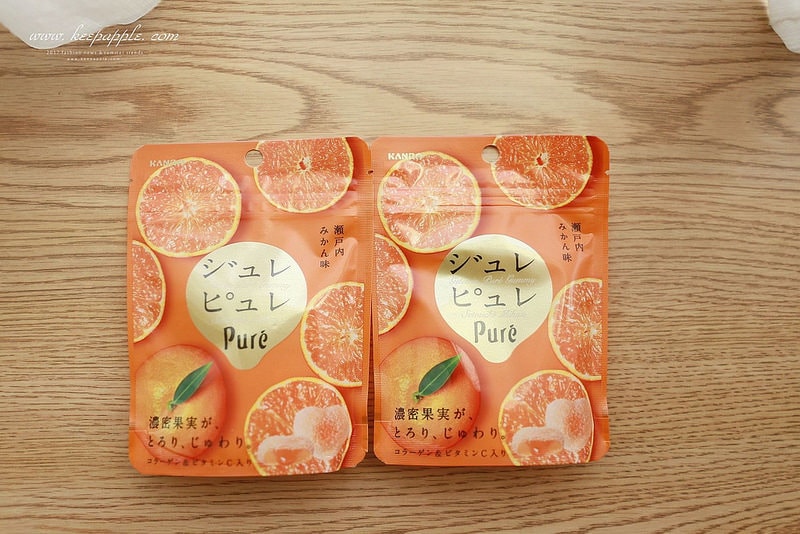 www.keepapple.com
KANRO
瀬戸内
みかん味
ジュレ
ピュレ
Puré
濃密果実が、
とろり、じゅわり。
コラーゲン&ビタミンC入り
KANRO
瀬戸内
みかん味
ジュレ
ピュレ
Puré
濃密果実が、
とろり、じゅわり。
コラーゲン&ビタミンC入り